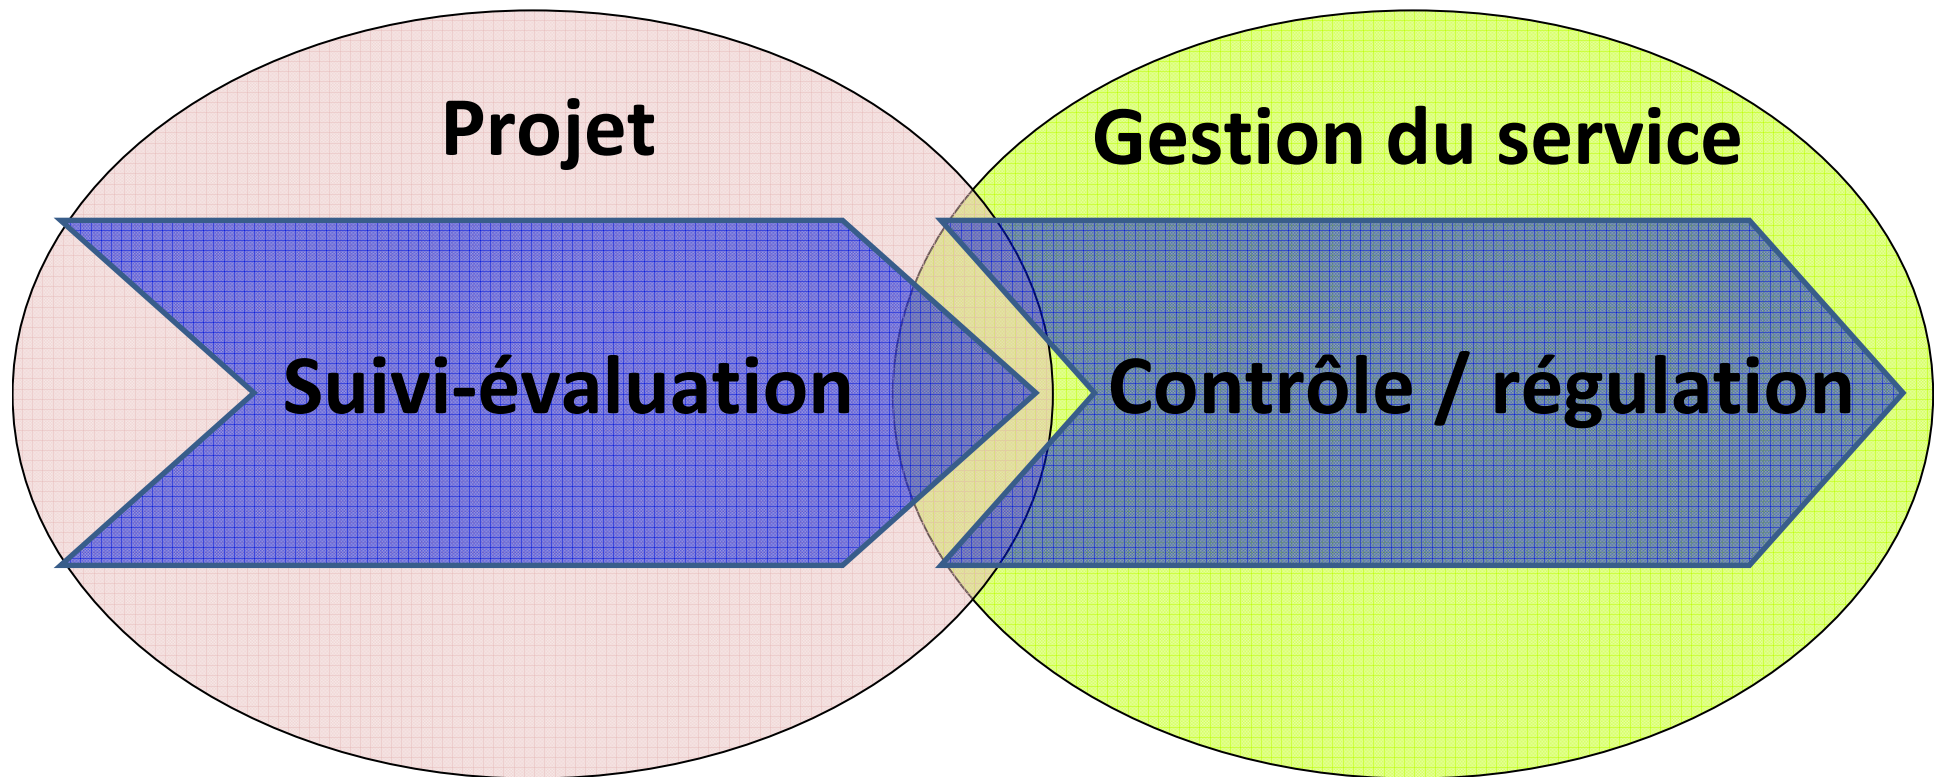 Projet
Gestion du service
Suivi-évaluation
Contrôle / régulation